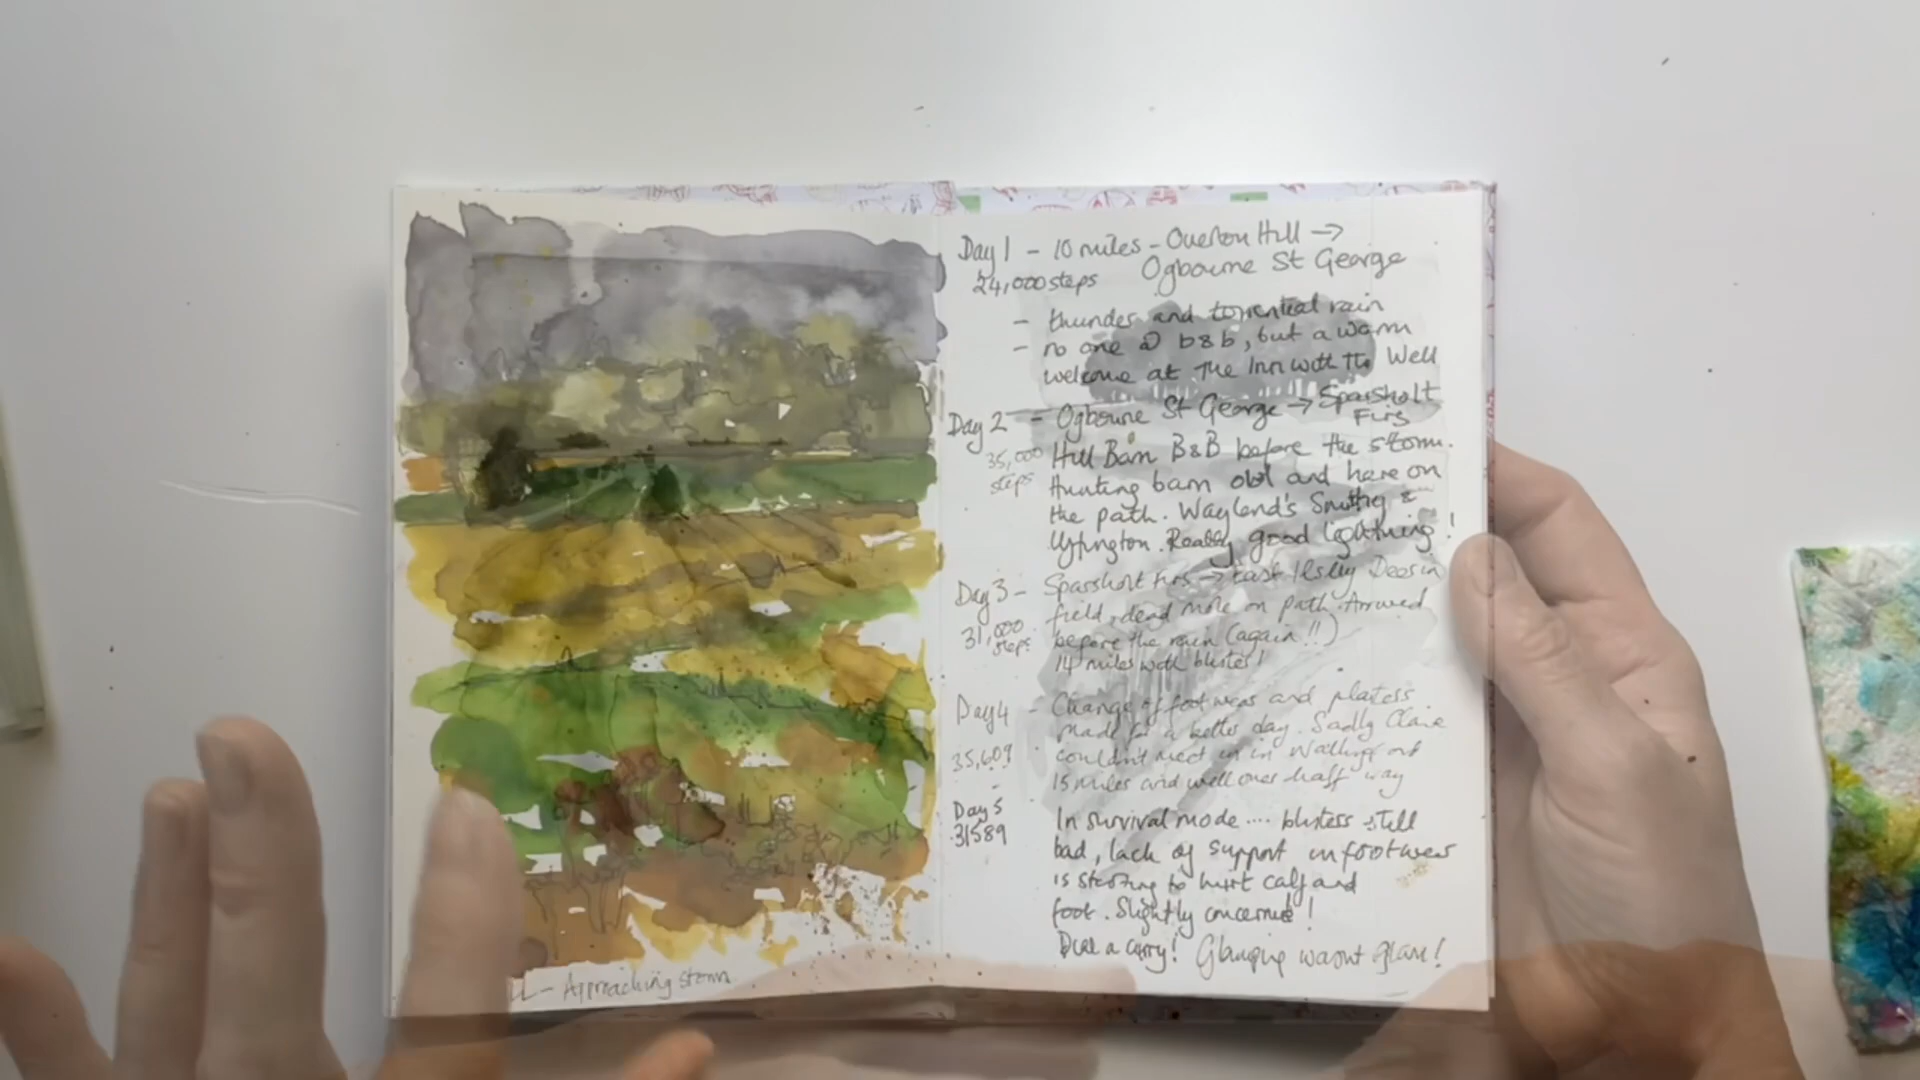 Day 1 - 10 miles - Overton Hill →
24,000 steps Ogbourne St George
- thunder and torrential rain
- no one @ b&b, but a warm
welcome at The Inn with the Well
Day 2 - Ogbourne St George → Sparsholt
Firs
35,000 steps Hill Barn B&B before the storm.
Hunting barn owl and hare on
the path. Wayland's Smithy &
Uffington. Really good lightning!
Day 3 - Sparsholt Firs → East Ilsley Deer in
31,000 steps field, dead mole on path. Arrived
before the rain (again!!)
14 miles with blister!
Day 4 - Change of footwear and plasters
made for a better day. Sadly Claire
35,609 couldn't meet us in Wallingford
15 miles and well over half way
Day 5
31589 In survival mode .... blisters still
bad, lack of support in footwear
is starting to hurt calf and
foot. Slightly concerned!
a curry! Glamping wasn't glam!
- Approaching storm